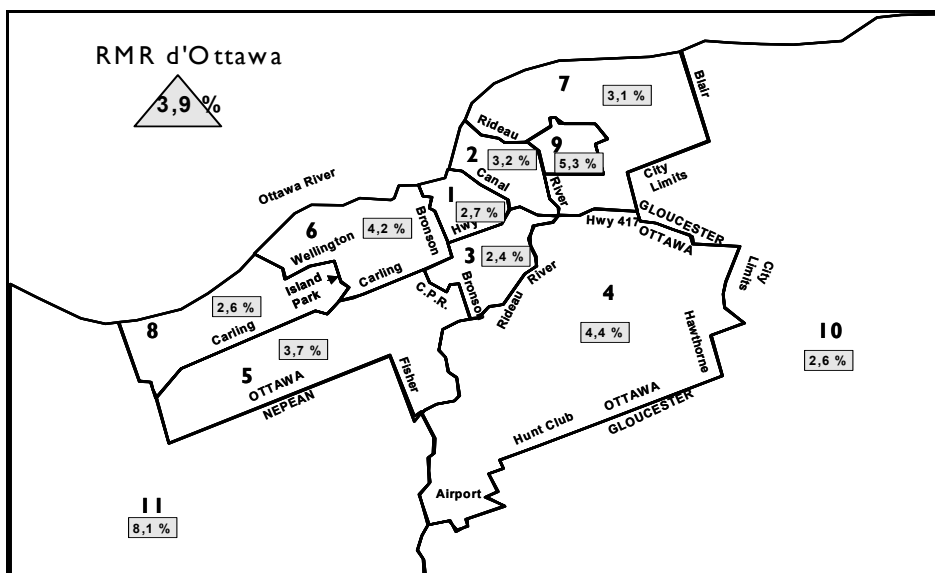 RMR d'Ottawa
3,9 %
7
3,1 %
Blair
Rideau
2
3,2 %
9
5,3 %
City
Limits
Canal
River
Ottawa River
1
2,7 %
Hwy
Bronson
GLOUCESTER
Hwy 417
OTTAWA
6
4,2 %
Wellington
3
2,4 %
City
Limits
Island
Park
Carling
C.P.R.
Bronson
Rideau River
4
4,4 %
8
2,6 %
Carling
Hawthorne
10
2,6 %
5
3,7 %
OTTAWA
NEPEAN
Fisher
Hunt Club
OTTAWA
GLOUCESTER
Airport
11
8,1 %